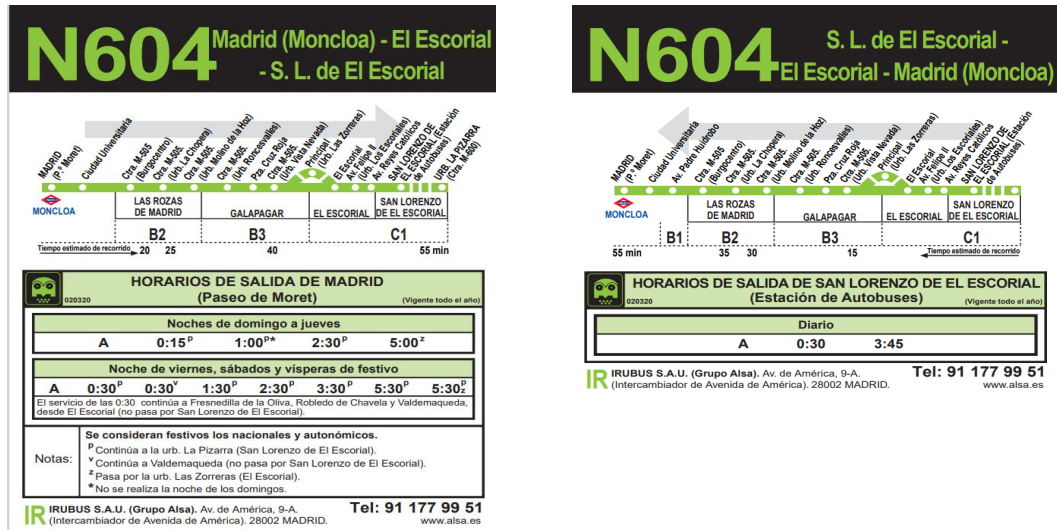 N604 Madrid (Moncloa) - El Escorial
- S. L. de El Escorial
MADRID
(P.º Moret)
Ciudad Universitaria
Ctra. M-505
(Burgocentro)
Ctra. M-505.
(Urb. La Chopera)
Ctra. M-505.
(Urb. Molino de la Hoz)
Ctra. M-505.
(Urb. Roncesvalles)
Pza. Cruz Roja
Ctra. M-505.
(Urb. Vista Nevada)
Principal
(Urb. Las Zorreras)
El Escorial
Av. Felipe II
(Urb. Los Escoriales)
Av. Reyes Católicos
SAN LORENZO DE
EL ESCORIAL (Estación
de Autobuses)
URB. LA PIZARRA
(Ctra. M-600)
MONCLOA
LAS ROZAS
DE MADRID
GALAPAGAR
EL ESCORIAL
SAN LORENZO
DE EL ESCORIAL
B2 B3 C1
Tiempo estimado de recorrido 20 25 40 55 min
HORARIOS DE SALIDA DE MADRID
020320 (Paseo de Moret) (Vigente todo el año)
Noches de domingo a jueves
A 0:15 p 1:00 p* 2:30 p 5:00 z
Noche de viernes, sábados y vísperas de festivo
A 0:30 p 0:30 v 1:30 p 2:30 p 3:30 p 5:30 p 5:30 p z
El servicio de las 0:30 continúa a Fresnedilla de la Oliva, Robledo de Chavela y Valdemaqueda,
desde El Escorial (no pasa por San Lorenzo de El Escorial).
Notas:
Se consideran festivos los nacionales y autonómicos.
p Continúa a la urb. La Pizarra (San Lorenzo de El Escorial).
v Continúa a Valdemaqueda (no pasa por San Lorenzo de El Escorial).
z Pasa por la urb. Las Zorreras (El Escorial).
* No se realiza la noche de los domingos.
IR IRUBUS S.A.U. (Grupo Alsa). Av. de América, 9-A. Tel: 91 177 99 51
(Intercambiador de Avenida de América). 28002 MADRID. www.alsa.es
N604 S. L. de El Escorial -
El Escorial - Madrid (Moncloa)
MADRID
(P.º Moret)
Ciudad Universitaria
Av. Padre Huidobro
Ctra. M-505
(Burgocentro)
Ctra. M-505.
(Urb. La Chopera)
Ctra. M-505.
(Urb. Molino de la Hoz)
Ctra. M-505.
(Urb. Roncesvalles)
Pza. Cruz Roja
Ctra. M-505.
(Urb. Vista Nevada)
Principal
(Urb. Las Zorreras)
El Escorial
Av. Felipe II
(Urb. Los Escoriales)
Av. Reyes Católicos
SAN LORENZO DE
EL ESCORIAL (Estación
de Autobuses)
MONCLOA
LAS ROZAS
DE MADRID
GALAPAGAR
EL ESCORIAL
SAN LORENZO
DE EL ESCORIAL
B1 B2 B3 C1
55 min 35 30 15 Tiempo estimado de recorrido
HORARIOS DE SALIDA DE SAN LORENZO DE EL ESCORIAL
020320 (Estación de Autobuses) (Vigente todo el año)
Diario
A 0:30 3:45
IR IRUBUS S.A.U. (Grupo Alsa). Av. de América, 9-A. Tel: 91 177 99 51
(Intercambiador de Avenida de América). 28002 MADRID. www.alsa.es